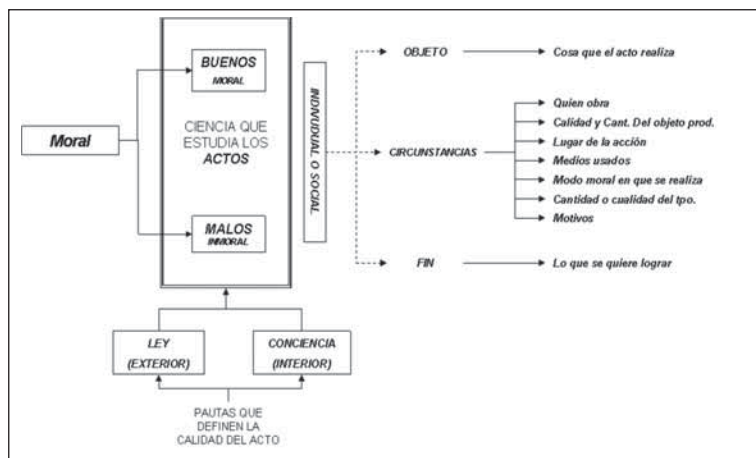 Moral
BUENOS
MORAL
CIENCIA QUE
ESTUDIA LOS
ACTOS
MALOS
INMORAL
INDIVIDUAL O SOCIAL
OBJETO
Cosa que el acto realiza
CIRCUNSTANCIAS
Quien obra
Calidad y Cant. Del objeto prod.
Lugar de la acción
Medios usados
Modo moral en que se realiza
Cantidad o cualidad del tpo.
Motivos
FIN
Lo que se quiere lograr
LEY
(EXTERIOR)
CONCIENCIA
(INTERIOR)
PAUTAS QUE
DEFINEN LA
CALIDAD DEL ACTO